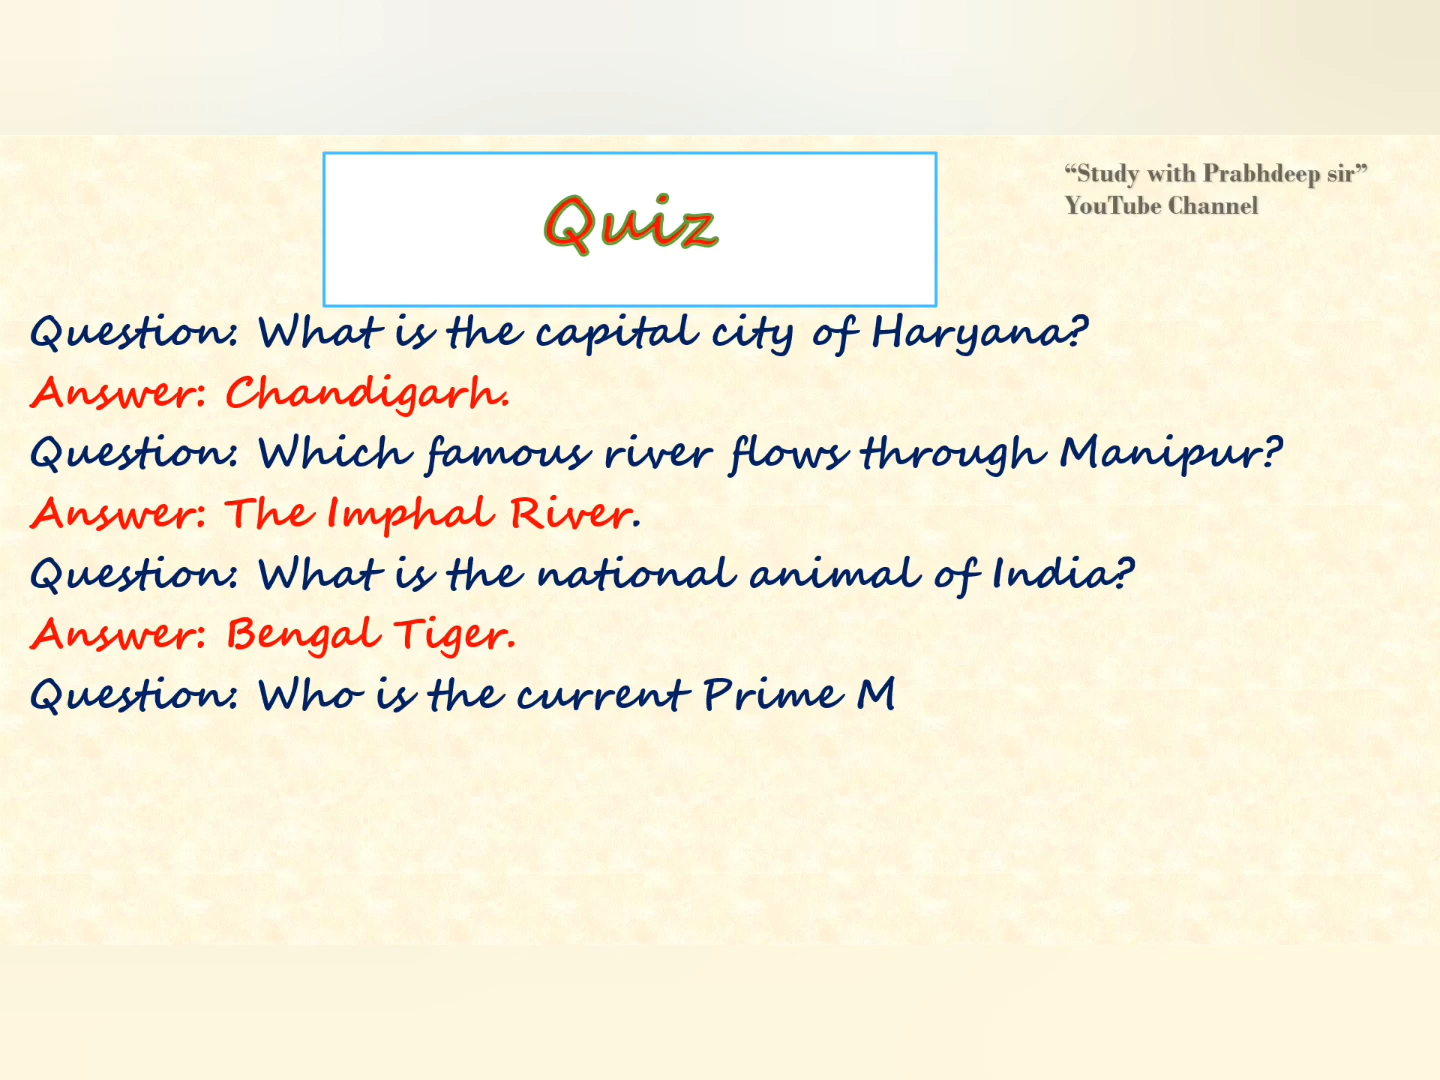 Quiz
“Study with Prabhdeep sir”
YouTube Channel
Question: What is the capital city of Haryana?
Answer: Chandigarh.
Question: Which famous river flows through Manipur?
Answer: The Imphal River.
Question: What is the national animal of India?
Answer: Bengal Tiger.
Question: Who is the current Prime M